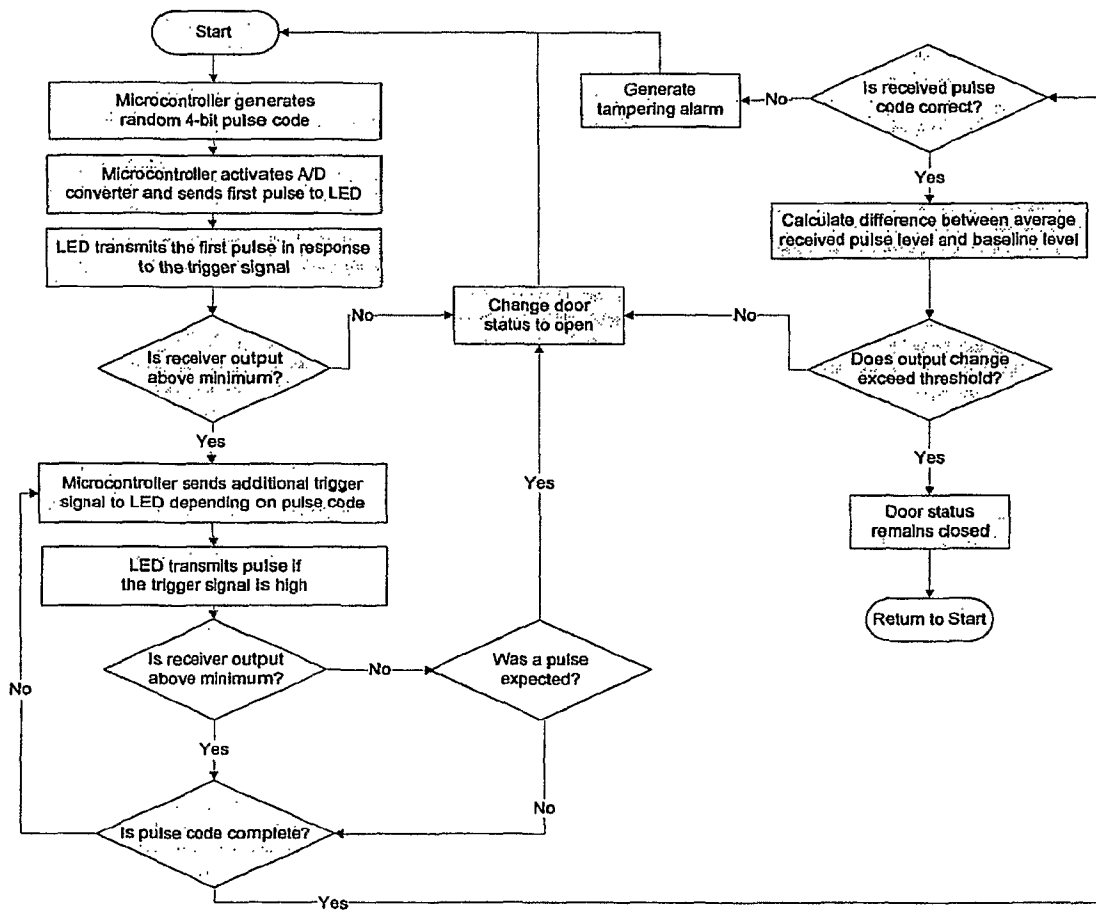 Start
Microcontroller generates
random 4-bit pulse code
Microcontroller activates A/D
converter and sends first pulse to LED
LED transmits the first pulse in response
to the trigger signal
Is receiver output
above minimum?
No
Yes
Microcontroller sends additional trigger
signal to LED depending on pulse code
LED transmits pulse if
the trigger signal is high
Is receiver output
above minimum?
No
Yes
Is pulse code complete?
No
Yes
Was a pulse
expected?
Yes
No
Change door
status to open
Generate
tampering alarm
No
Is received pulse
code correct?
Yes
Calculate difference between average
received pulse level and baseline level
Does output change
exceed threshold?
No
Yes
Door status
remains closed
Return to Start